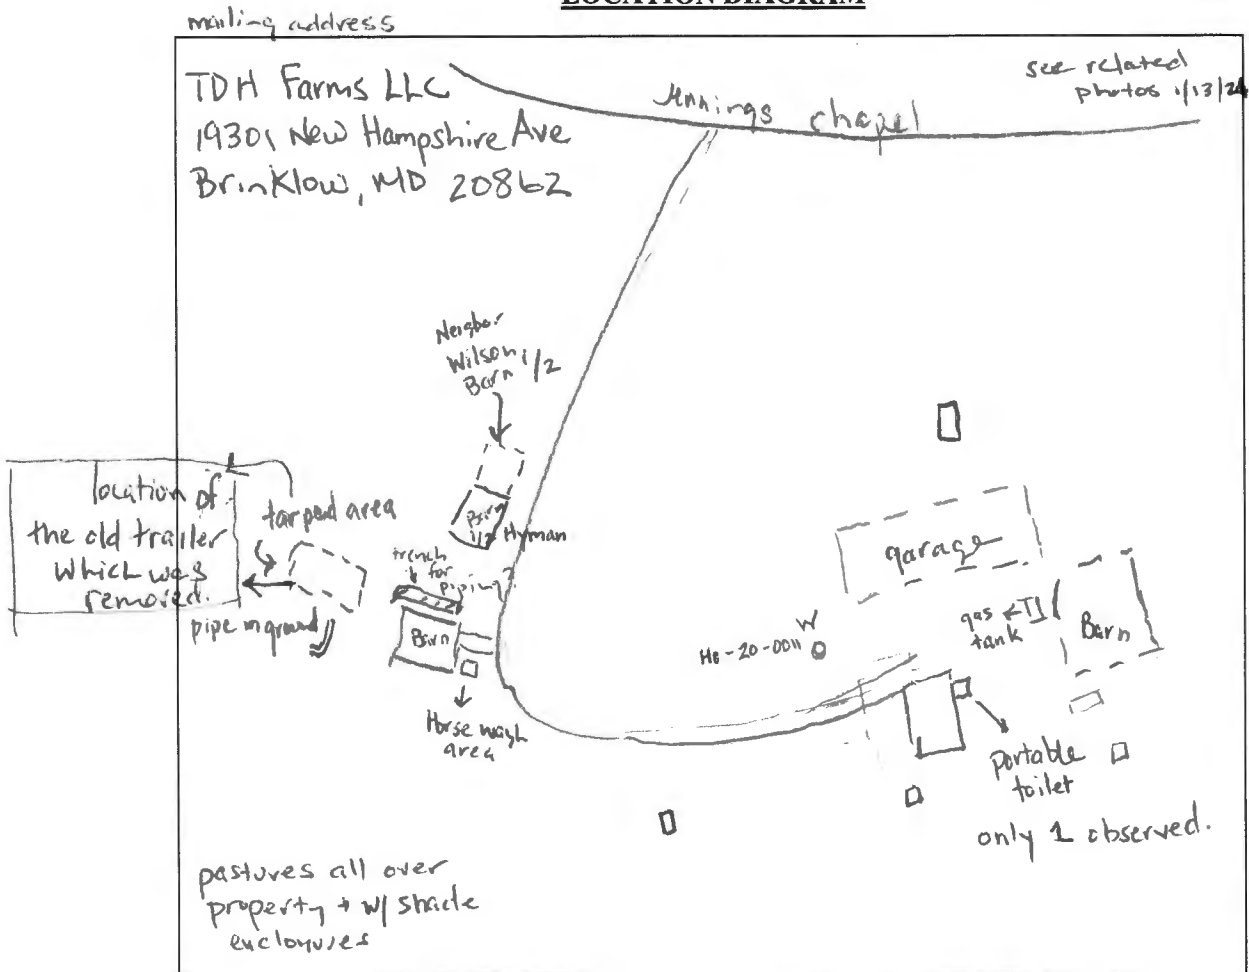 LOCATION DIAGRAM
mailing address
TDH Farms LLC
19301 New Hampshire Ave
Brinklow, MD 20862
see related
photos 1/13/24
Jennings chapel
Neighbor
Wilson 1/2
Barn
Barn
1/2 Hyman
location of
the old trailer
which was
removed.
tarped area
pipe in ground
trench
for
piping?
Barn
Horse wash
area
garage
gas
tank
Barn
W
Ho-20-0011
portable
toilet
only 1 observed.
pastures all over
property + w/ shade
enclosures